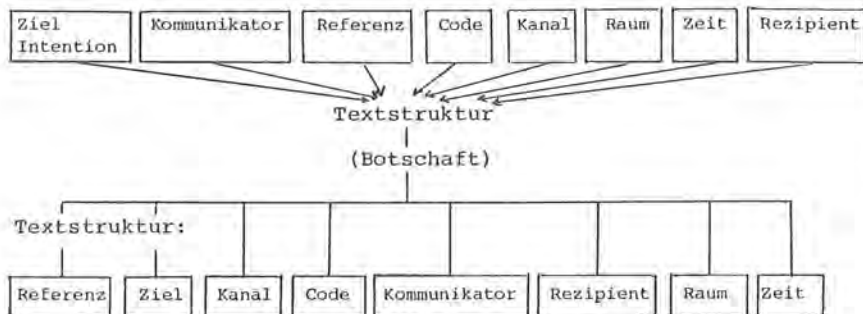 Ziel Kommunikator Referenz Code Kanal Raum Zeit Rezipient
Intention
Textstruktur
(Botschaft)
Textstruktur:
Referenz Ziel Kanal Code Kommunikator Rezipient Raum Zeit